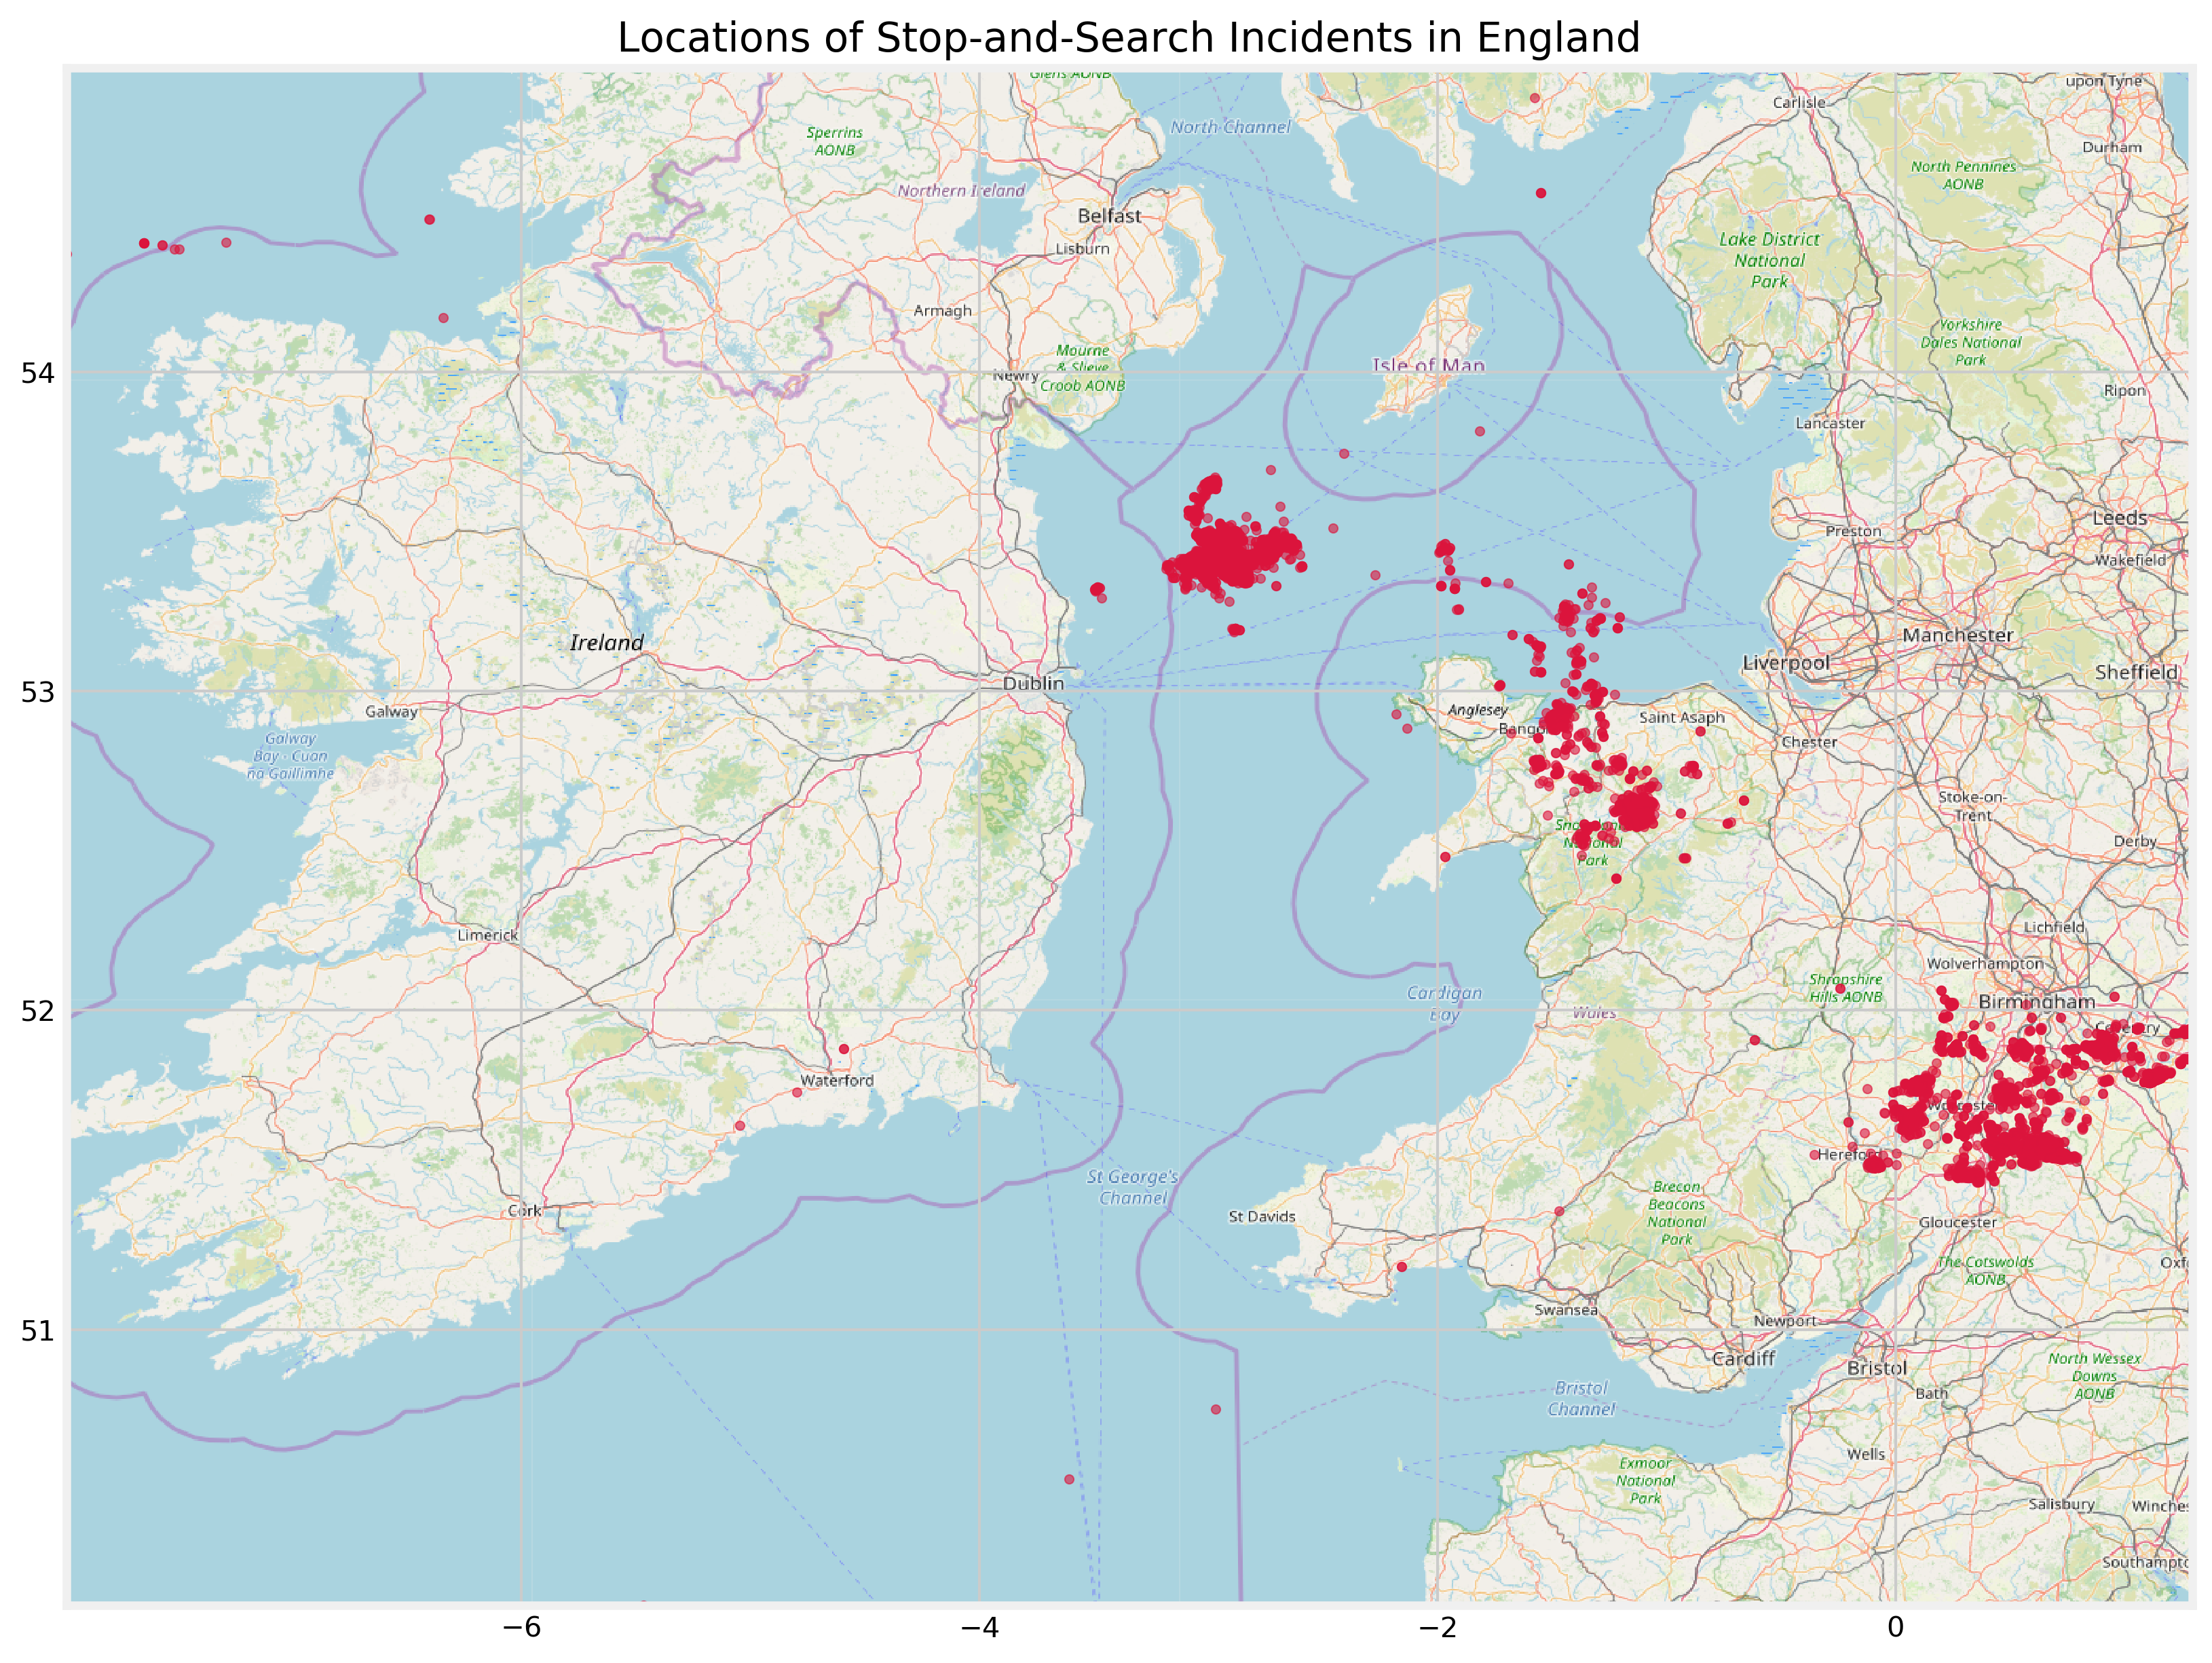 Locations of Stop-and-Search Incidents in England
Glens AONB
upon Tyne
Carlisle
North Channel
Sperrins
AONB
Durham
North Pennines
AONB
Northern Ireland
Belfast
Lisburn
Lake District
National
Park
Armagh
Yorkshire
Dales National
Park
Mourne
& Slieve
Croob AONB
Isle of Man
54
Newry
Ripon
Lancaster
Leeds
Preston
Wakefield
Ireland
Manchester
Liverpool
Sheffield
Dublin
53
Galway
Anglesey
Saint Asaph
Bangor
Galway
Bay - Cuan
na Gaillimhe
Chester
Stoke-on-
Trent
National
Park
Derby
Limerick
Lichfield
Wolverhampton
Cardigan
Bay
Shropshire
Hills AONB
Birmingham
52
Wales
Coventry
Waterford
Worcester
Hereford
St George's
Channel
Brecon
Beacons
National
Park
Cork
St Davids
Gloucester
The Cotswolds
AONB
Oxf
Swansea
Newport
51
Cardiff
Bristol
North Wessex
Downs
AONB
Bristol
Channel
Bath
Wells
Exmoor
National
Park
Salisbury
Winches
Southampto
−6
−4
−2
0